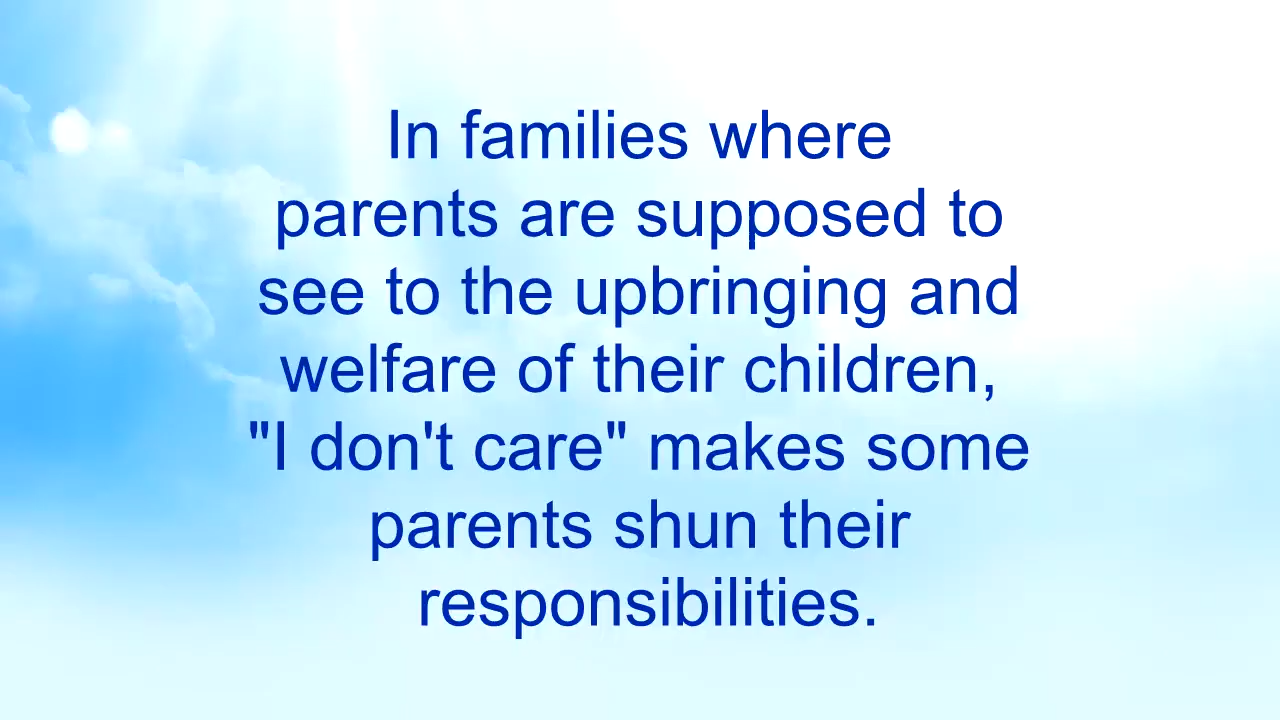 In families where
parents are supposed to
see to the upbringing and
welfare of their children,
"I don't care" makes some
parents shun their
responsibilities.